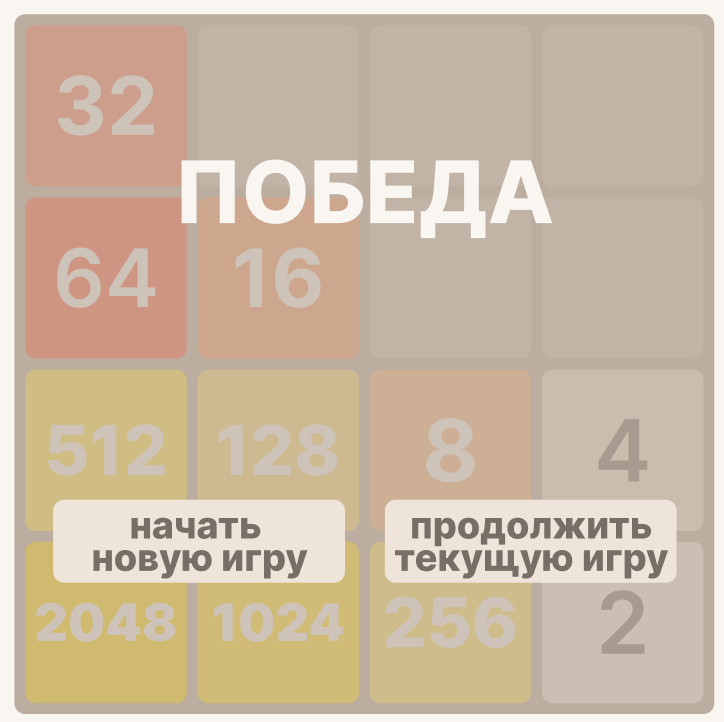 32
ПОБЕДА
64 16
512 128 8 4
начать
новую игру
продолжить
текущую игру
2048 1024 256 2